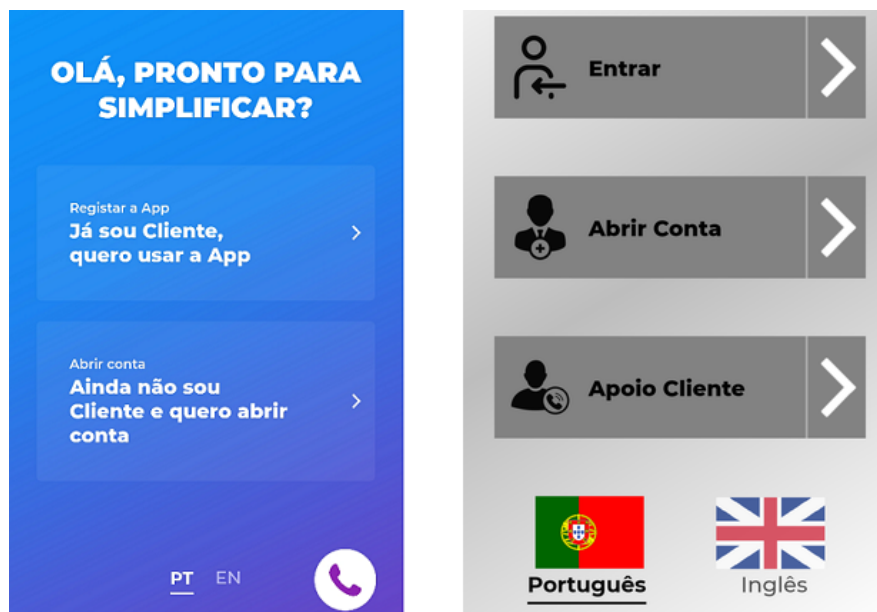 OLÁ, PRONTO PARA
SIMPLIFICAR?
Registar a App
Já sou Cliente,
quero usar a App
Abrir conta
Ainda não sou
Cliente e quero abrir
conta
PT EN
Entrar
Abrir Conta
Apoio Cliente
Português Inglês